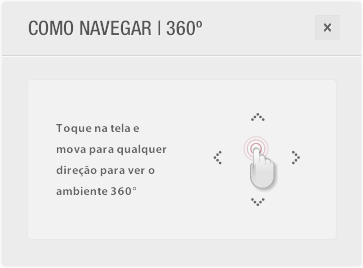 COMO NAVEGAR | 360º
Toque na tela e
mova para qualquer
direção para ver o
ambiente 360°